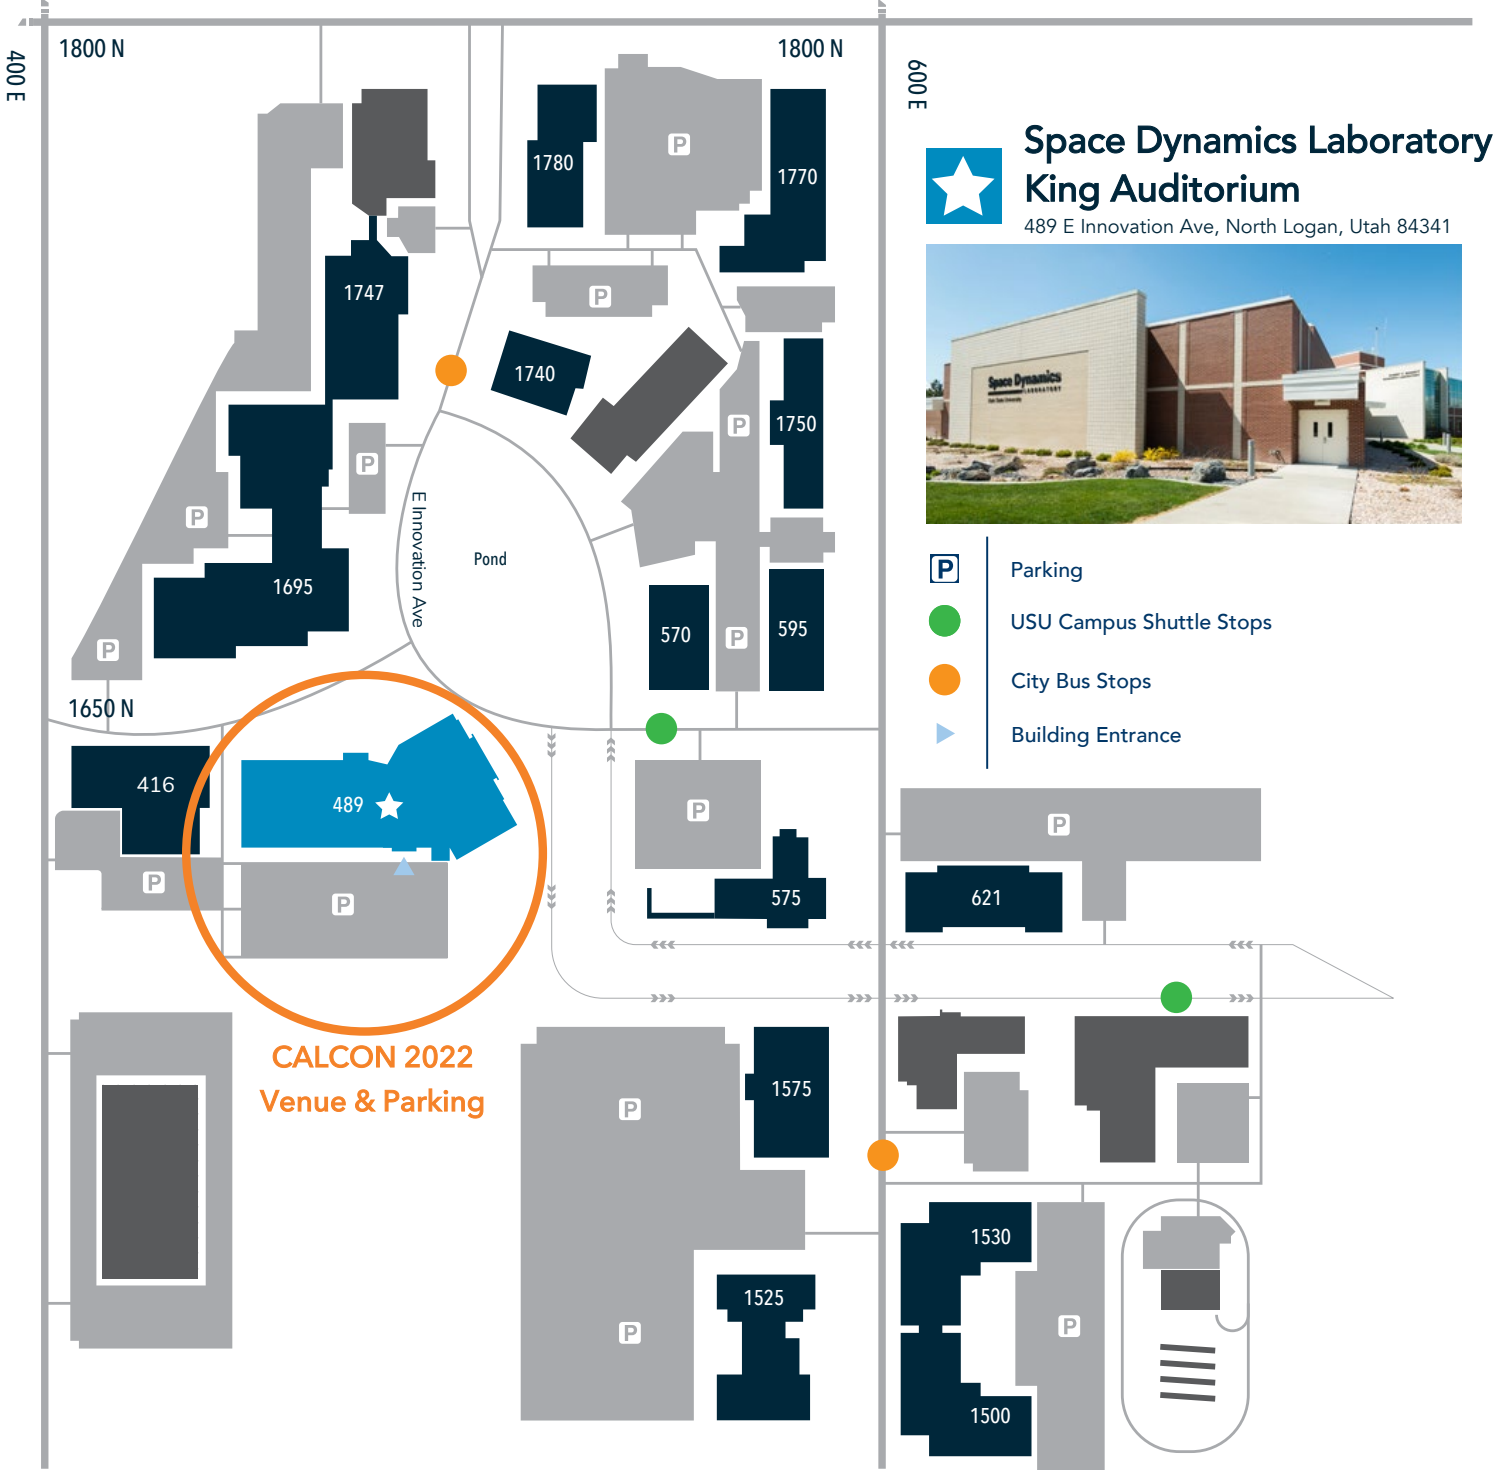 1800 N
1800 N
400 E
600 E
Space Dynamics Laboratory
King Auditorium
489 E Innovation Ave, North Logan, Utah 84341
P
1780
1770
1747
P
1740
Space Dynamics
LABORATORY
P
1750
P
P
E Innovation Ave
Pond
P
Parking
1695
USU Campus Shuttle Stops
570
P
595
P
City Bus Stops
1650 N
Building Entrance
416
489
P
P
P
P
575
621
CALCON 2022
Venue & Parking
1575
P
1530
1525
P
P
1500